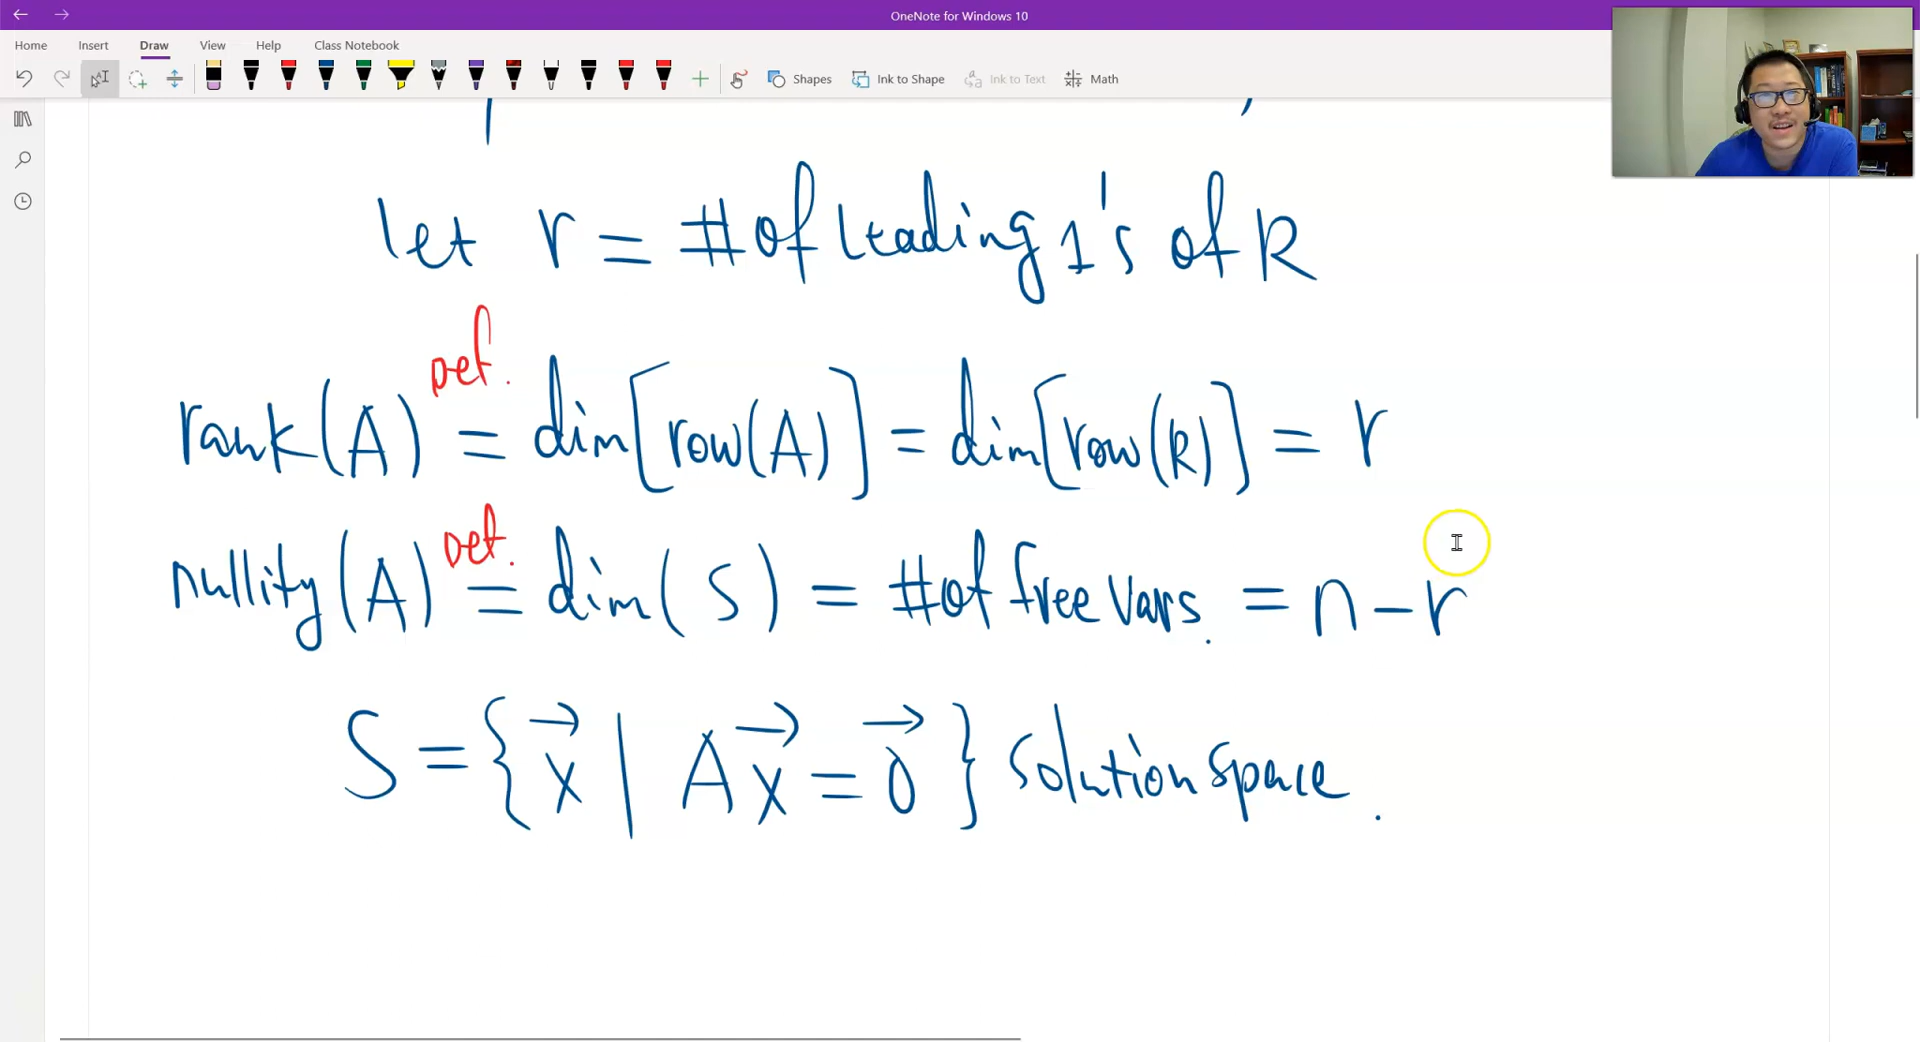 OneNote for Windows 10
Home Insert Draw View Help Class Notebook
Shapes Ink to Shape Ink to Text Math
let r = # of leading 1's of R
Def.
rank(A) = dim[row(A)] = dim[row(R)] = r
Def.
nullity(A) = dim(S) = # of free vars. = n - r
S = {x⃗ | Ax⃗ = 0⃗} solution space.